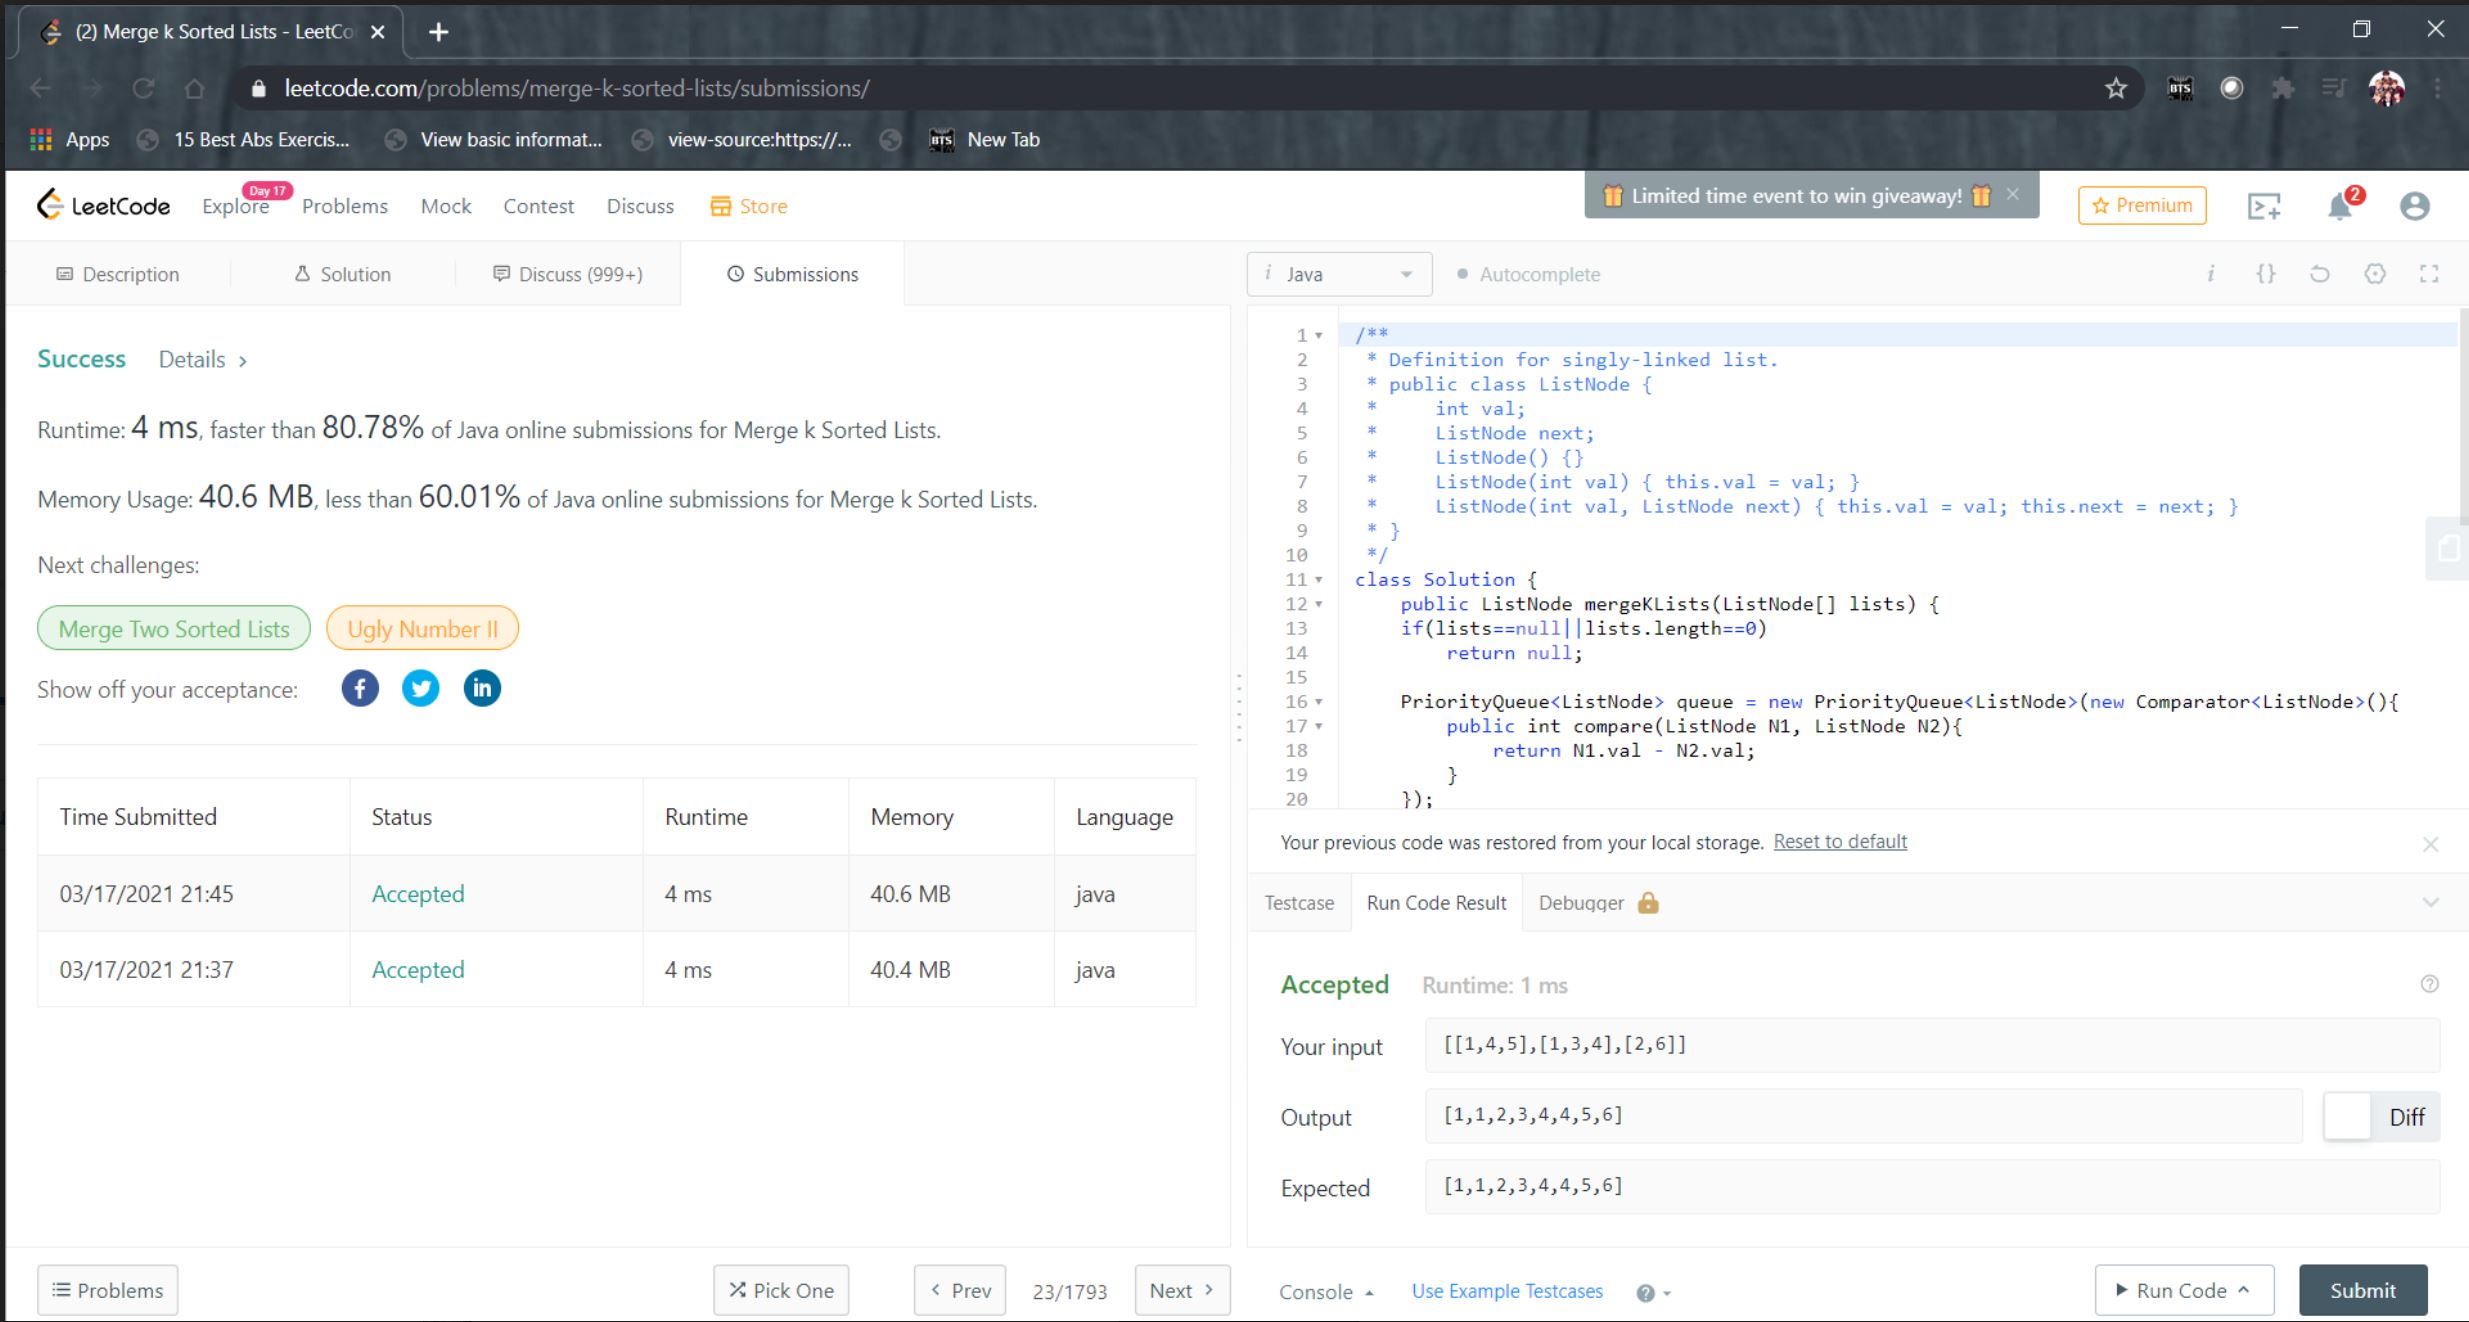 (2) Merge k Sorted Lists - LeetCo
leetcode.com/problems/merge-k-sorted-lists/submissions/
BTS
Apps 15 Best Abs Exercis... View basic informat... view-source:https://... BTS New Tab
LeetCode Explore Day 17 Problems Mock Contest Discuss Store
Limited time event to win giveaway!
Premium
2
Description Solution Discuss (999+) Submissions
i Java Autocomplete i {}
Success Details >
Runtime: 4 ms, faster than 80.78% of Java online submissions for Merge k Sorted Lists.
Memory Usage: 40.6 MB, less than 60.01% of Java online submissions for Merge k Sorted Lists.
Next challenges:
Merge Two Sorted Lists Ugly Number II
Show off your acceptance: f in
Time Submitted Status Runtime Memory Language
03/17/2021 21:45 Accepted 4 ms 40.6 MB java
03/17/2021 21:37 Accepted 4 ms 40.4 MB java
1 /**
2 * Definition for singly-linked list.
3 * public class ListNode {
4 *     int val;
5 *     ListNode next;
6 *     ListNode() {}
7 *     ListNode(int val) { this.val = val; }
8 *     ListNode(int val, ListNode next) { this.val = val; this.next = next; }
9 * }
10 */
11 class Solution {
12     public ListNode mergeKLists(ListNode[] lists) {
13     if(lists==null||lists.length==0)
14         return null;
15
16     PriorityQueue<ListNode> queue = new PriorityQueue<ListNode>(new Comparator<ListNode>(){
17         public int compare(ListNode N1, ListNode N2){
18             return N1.val - N2.val;
19         }
20     });
Your previous code was restored from your local storage. Reset to default
Testcase Run Code Result Debugger
Accepted Runtime: 1 ms
Your input [[1,4,5],[1,3,4],[2,6]]
Output [1,1,2,3,4,4,5,6] Diff
Expected [1,1,2,3,4,4,5,6]
Problems Pick One < Prev 23/1793 Next >
Console Use Example Testcases ? Run Code Submit